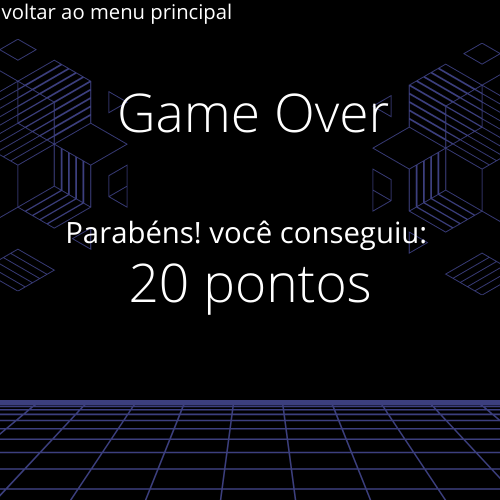 voltar ao menu principal
Game Over
Parabéns! você conseguiu:
20 pontos